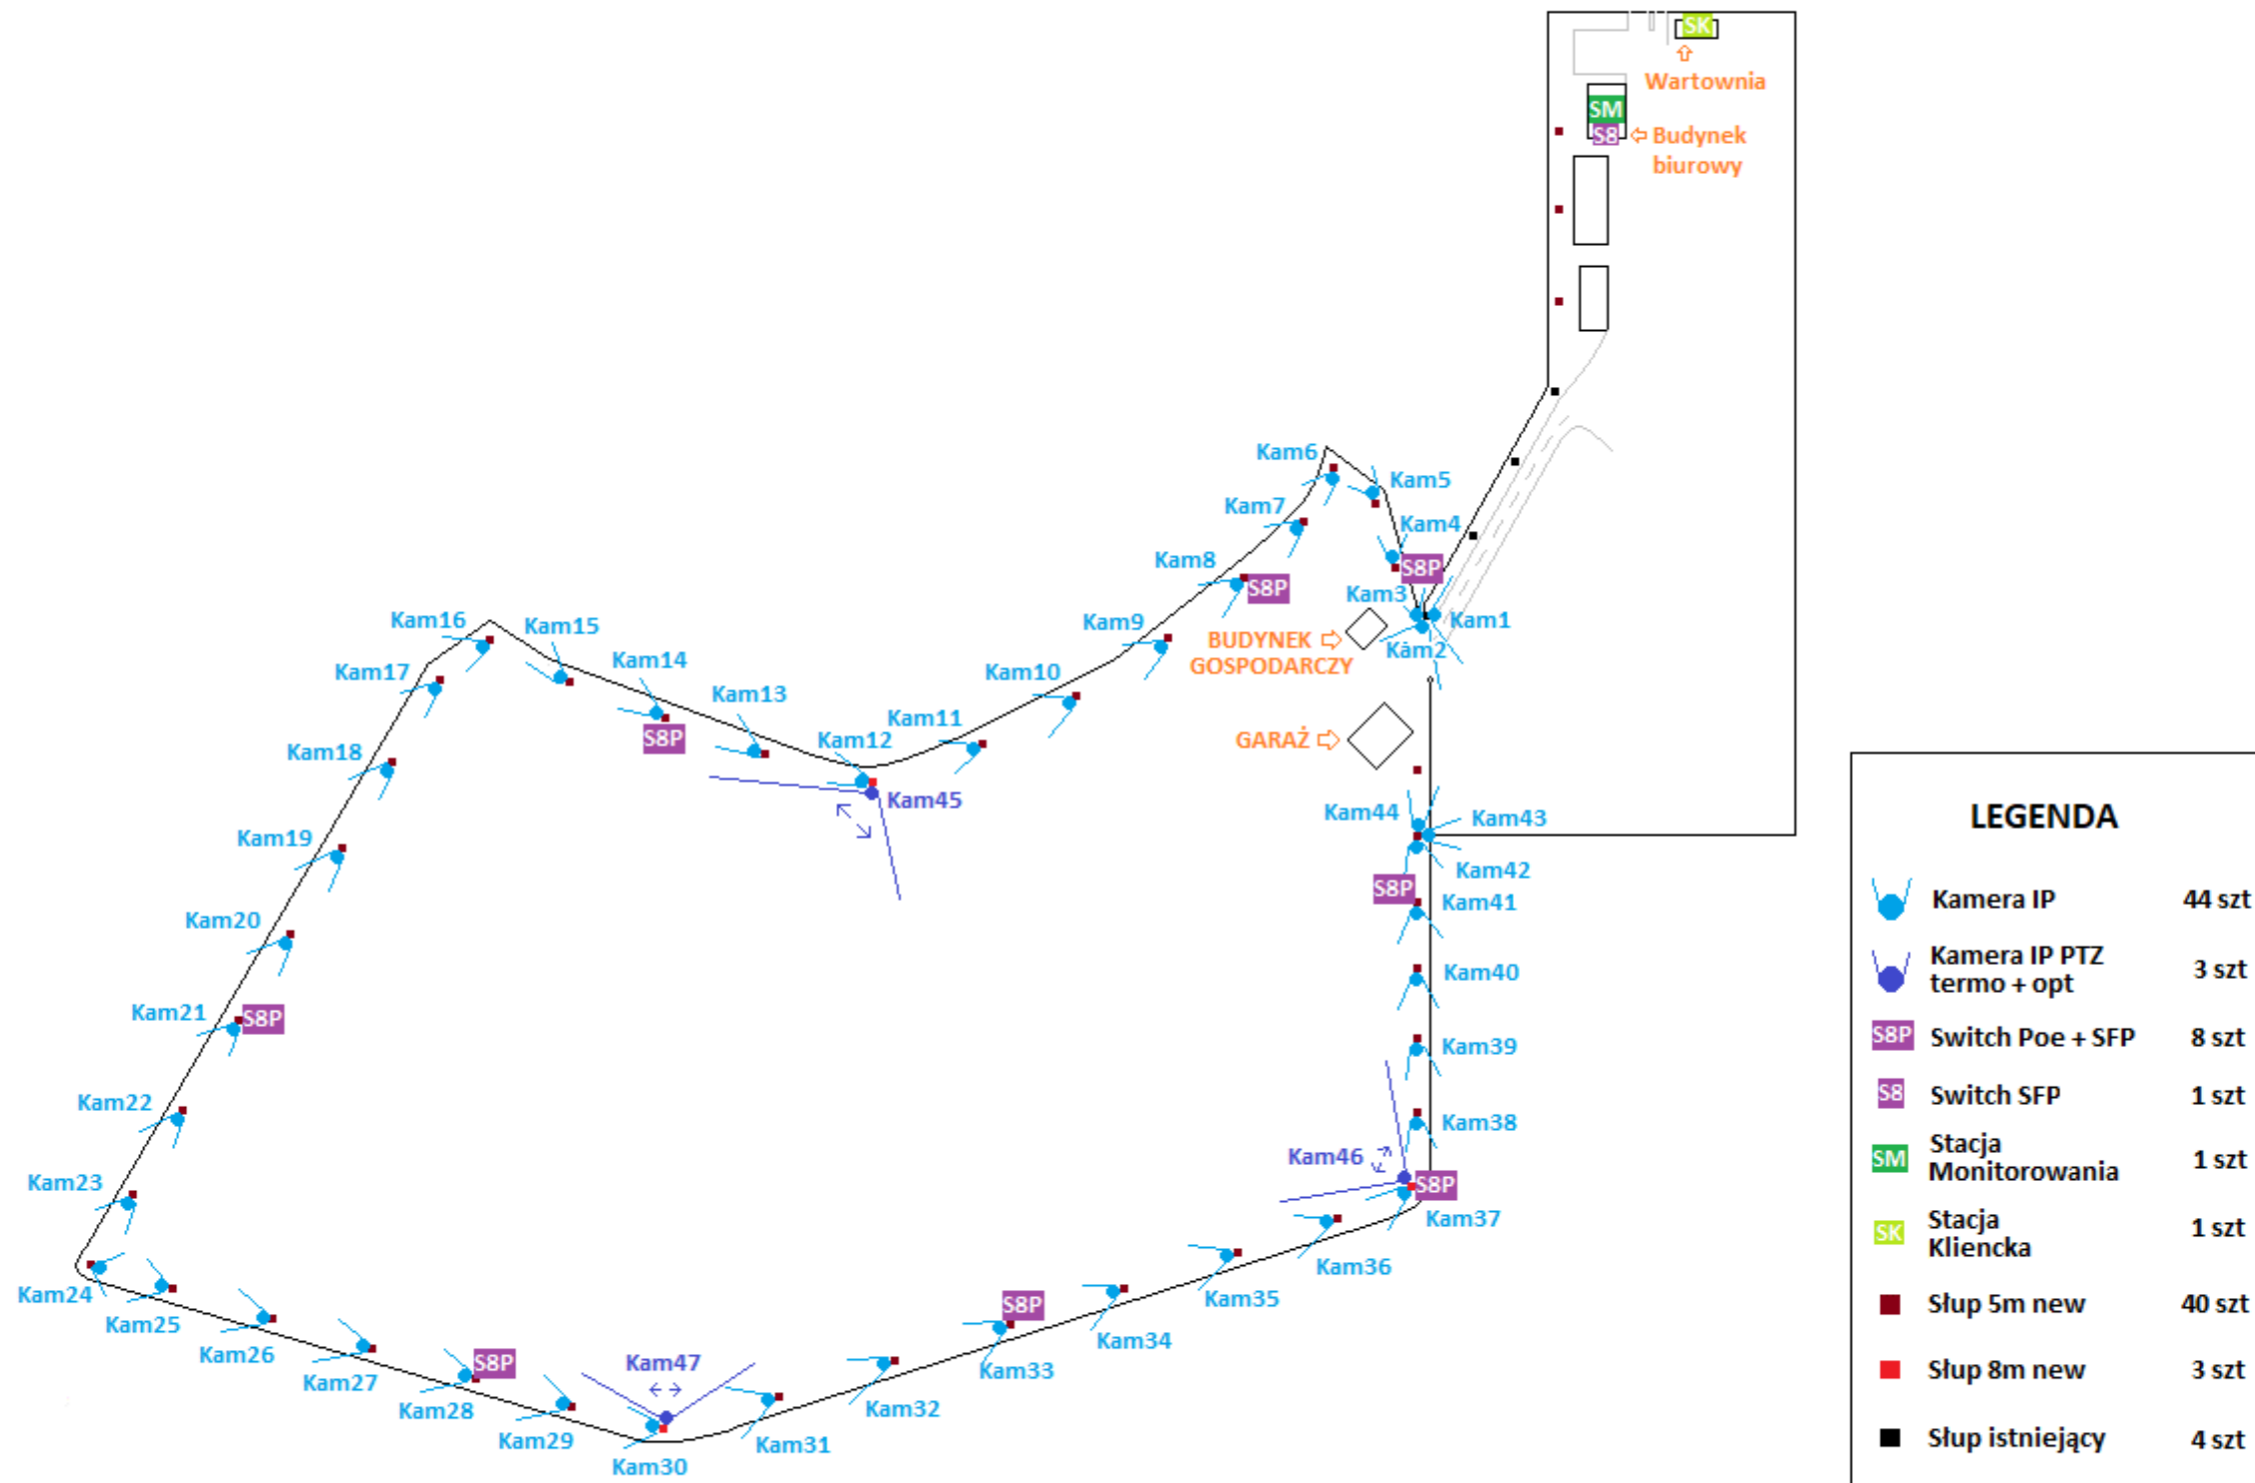 SK
Wartownia
SM
S8
Budynek
biurowy
Kam6
Kam5
Kam7
Kam4
Kam8
S8P
S8P
Kam3
Kam1
Kam9
Kam2
BUDYNEK
GOSPODARCZY
Kam16
Kam15
Kam14
Kam17
Kam10
Kam13
Kam11
S8P
GARAŻ
Kam12
Kam18
Kam45
Kam44
Kam43
Kam19
Kam42
S8P
Kam41
Kam20
Kam40
Kam21
S8P
Kam39
Kam22
Kam38
Kam46
Kam23
S8P
Kam37
Kam36
Kam24
Kam35
S8P
Kam25
Kam34
Kam26
S8P
Kam47
Kam33
Kam27
Kam28
Kam32
Kam29
Kam31
Kam30
LEGENDA
Kamera IP 44 szt
Kamera IP PTZ
termo + opt 3 szt
S8P Switch Poe + SFP 8 szt
S8 Switch SFP 1 szt
SM Stacja
Monitorowania 1 szt
SK Stacja
Kliencka 1 szt
Słup 5m new 40 szt
Słup 8m new 3 szt
Słup istniejący 4 szt